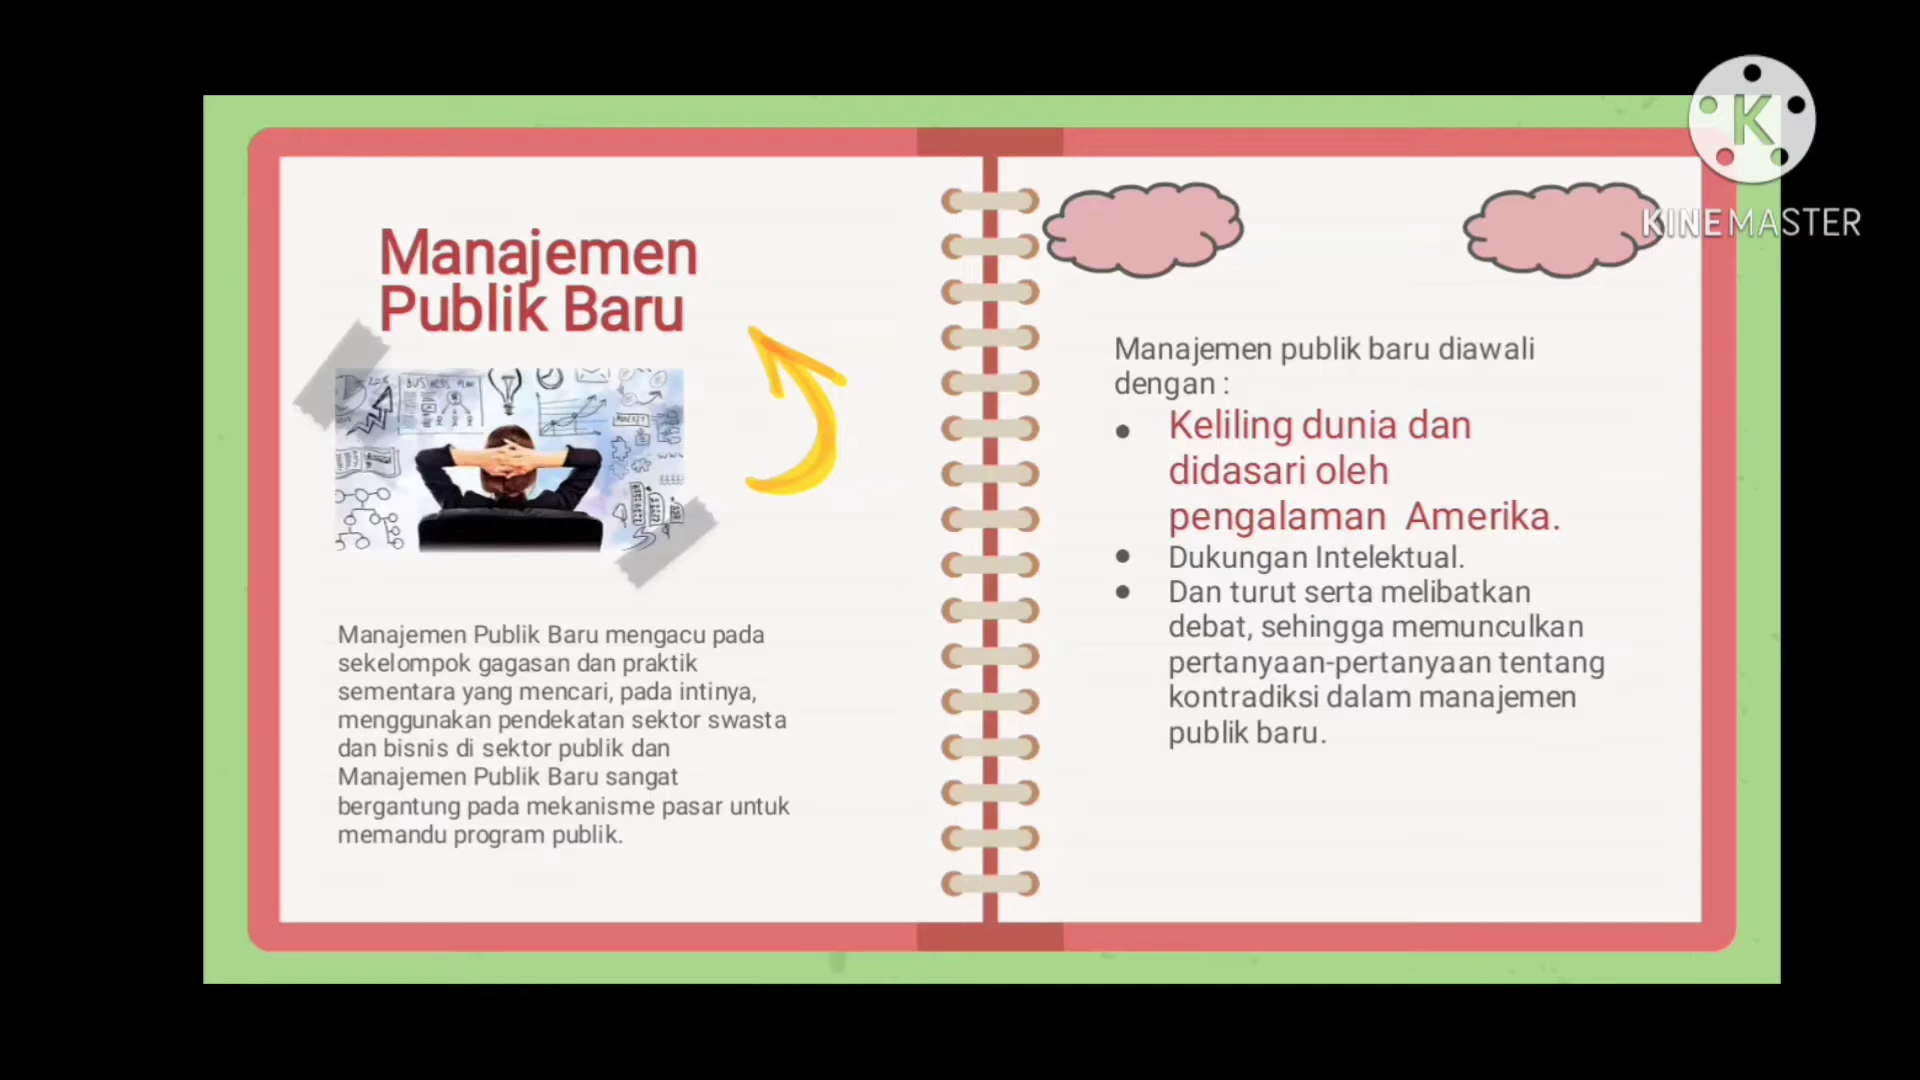 Manajemen
Publik Baru
Manajemen Publik Baru mengacu pada
sekelompok gagasan dan praktik
sementara yang mencari, pada intinya,
menggunakan pendekatan sektor swasta
dan bisnis di sektor publik dan
Manajemen Publik Baru sangat
bergantung pada mekanisme pasar untuk
memandu program publik.
Manajemen publik baru diawali
dengan :
Keliling dunia dan
didasari oleh
pengalaman Amerika.
Dukungan Intelektual.
Dan turut serta melibatkan
debat, sehingga memunculkan
pertanyaan-pertanyaan tentang
kontradiksi dalam manajemen
publik baru.
K
KINEMASTER